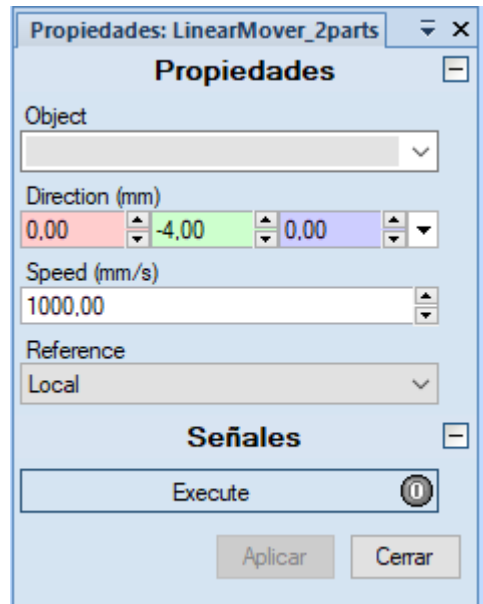 Propiedades: LinearMover_2parts
Propiedades
Object
Direction (mm)
0,00 -4,00 0,00
Speed (mm/s)
1000,00
Reference
Local
Señales
Execute
Aplicar Cerrar